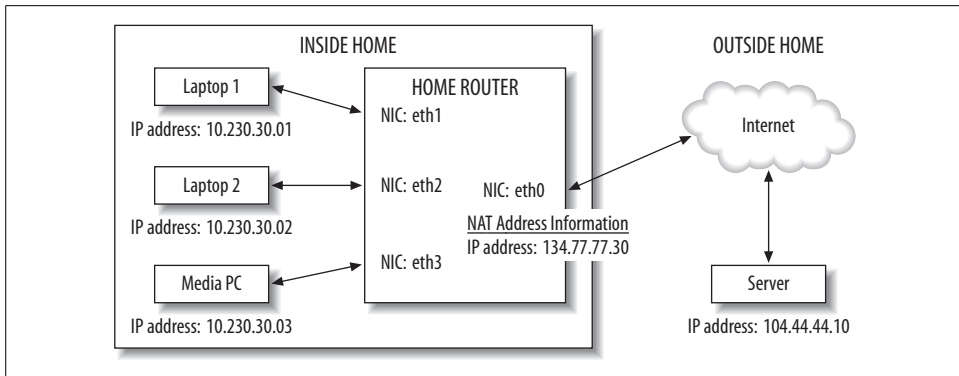 INSIDE HOME
OUTSIDE HOME
Laptop 1
IP address: 10.230.30.01
Laptop 2
IP address: 10.230.30.02
Media PC
IP address: 10.230.30.03
HOME ROUTER
NIC: eth1
NIC: eth2
NIC: eth3
NIC: eth0
NAT Address Information
IP address: 134.77.77.30
Internet
Server
IP address: 104.44.44.10